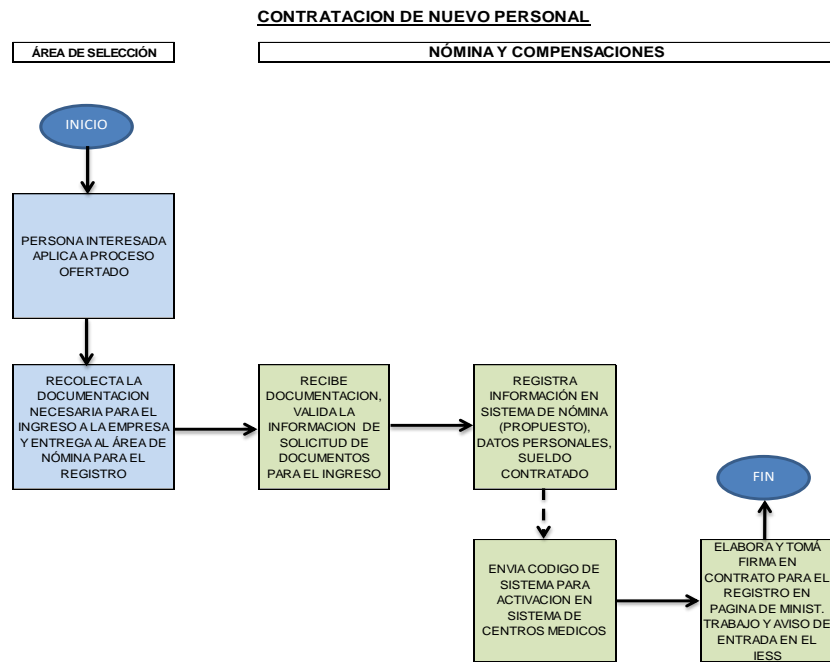 CONTRATACION DE NUEVO PERSONAL
ÁREA DE SELECCIÓN
NÓMINA Y COMPENSACIONES
INICIO
PERSONA INTERESADA
APLICA A PROCESO
OFERTADO
RECOLECTA LA
DOCUMENTACION
NECESARIA PARA EL
INGRESO A LA EMPRESA
Y ENTREGA AL ÁREA DE
NÓMINA PARA EL
REGISTRO
RECIBE
DOCUMENTACION,
VALIDA LA
INFORMACION DE
SOLICITUD DE
DOCUMENTOS
PARA EL INGRESO
REGISTRA
INFORMACIÓN EN
SISTEMA DE NÓMINA
(PROPUESTO),
DATOS PERSONALES,
SUELDO
CONTRATADO
ENVIA CODIGO DE
SISTEMA PARA
ACTIVACION EN
SISTEMA DE
CENTROS MEDICOS
FIN
ELABORA Y TOMÁ
FIRMA EN
CONTRATO PARA EL
REGISTRO EN
PAGINA DE MINIST.
TRABAJO Y AVISO DE
ENTRADA EN EL
IESS